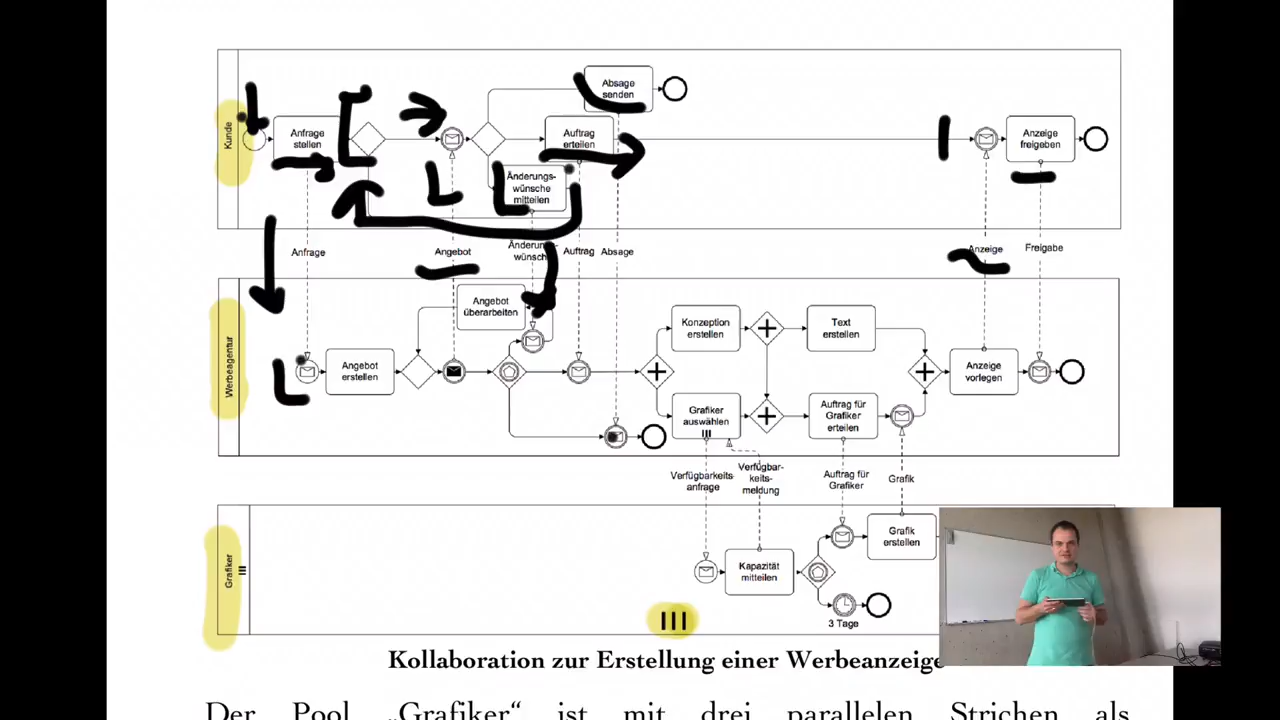 Kunde
Absage
senden
Anfrage
stellen
Auftrag
erteilen
Anzeige
freigeben
Änderungs-
wünsche
mitteilen
Anfrage
Angebot
Änderungs-
wünsche
Auftrag
Absage
Anzeige
Freigabe
Werbeagentur
Angebot
überarbeiten
Konzeption
erstellen
Text
erstellen
Angebot
erstellen
Anzeige
vorlegen
Grafiker
auswählen
Auftrag für
Grafiker
erteilen
Verfügbarkeits
anfrage
Verfügbar-
keits-
meldung
Auftrag für
Grafiker
Grafik
Grafiker
Grafik
erstellen
Kapazität
mitteilen
3 Tage
Kollaboration zur Erstellung einer Werbeanzeige
Der Pool „Grafiker“ ist mit drei parallelen Strichen als